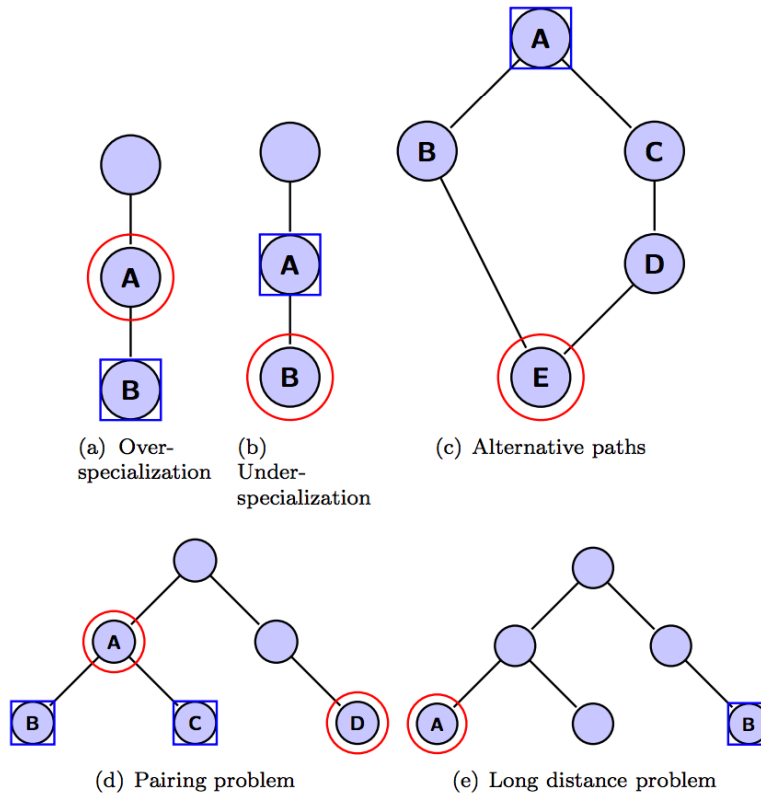 A
B
C
A
A
D
B
B
E
(a) Over-
specialization
(b)
Under-
specialization
(c) Alternative paths
A
B
C
D
A
B
(d) Pairing problem
(e) Long distance problem